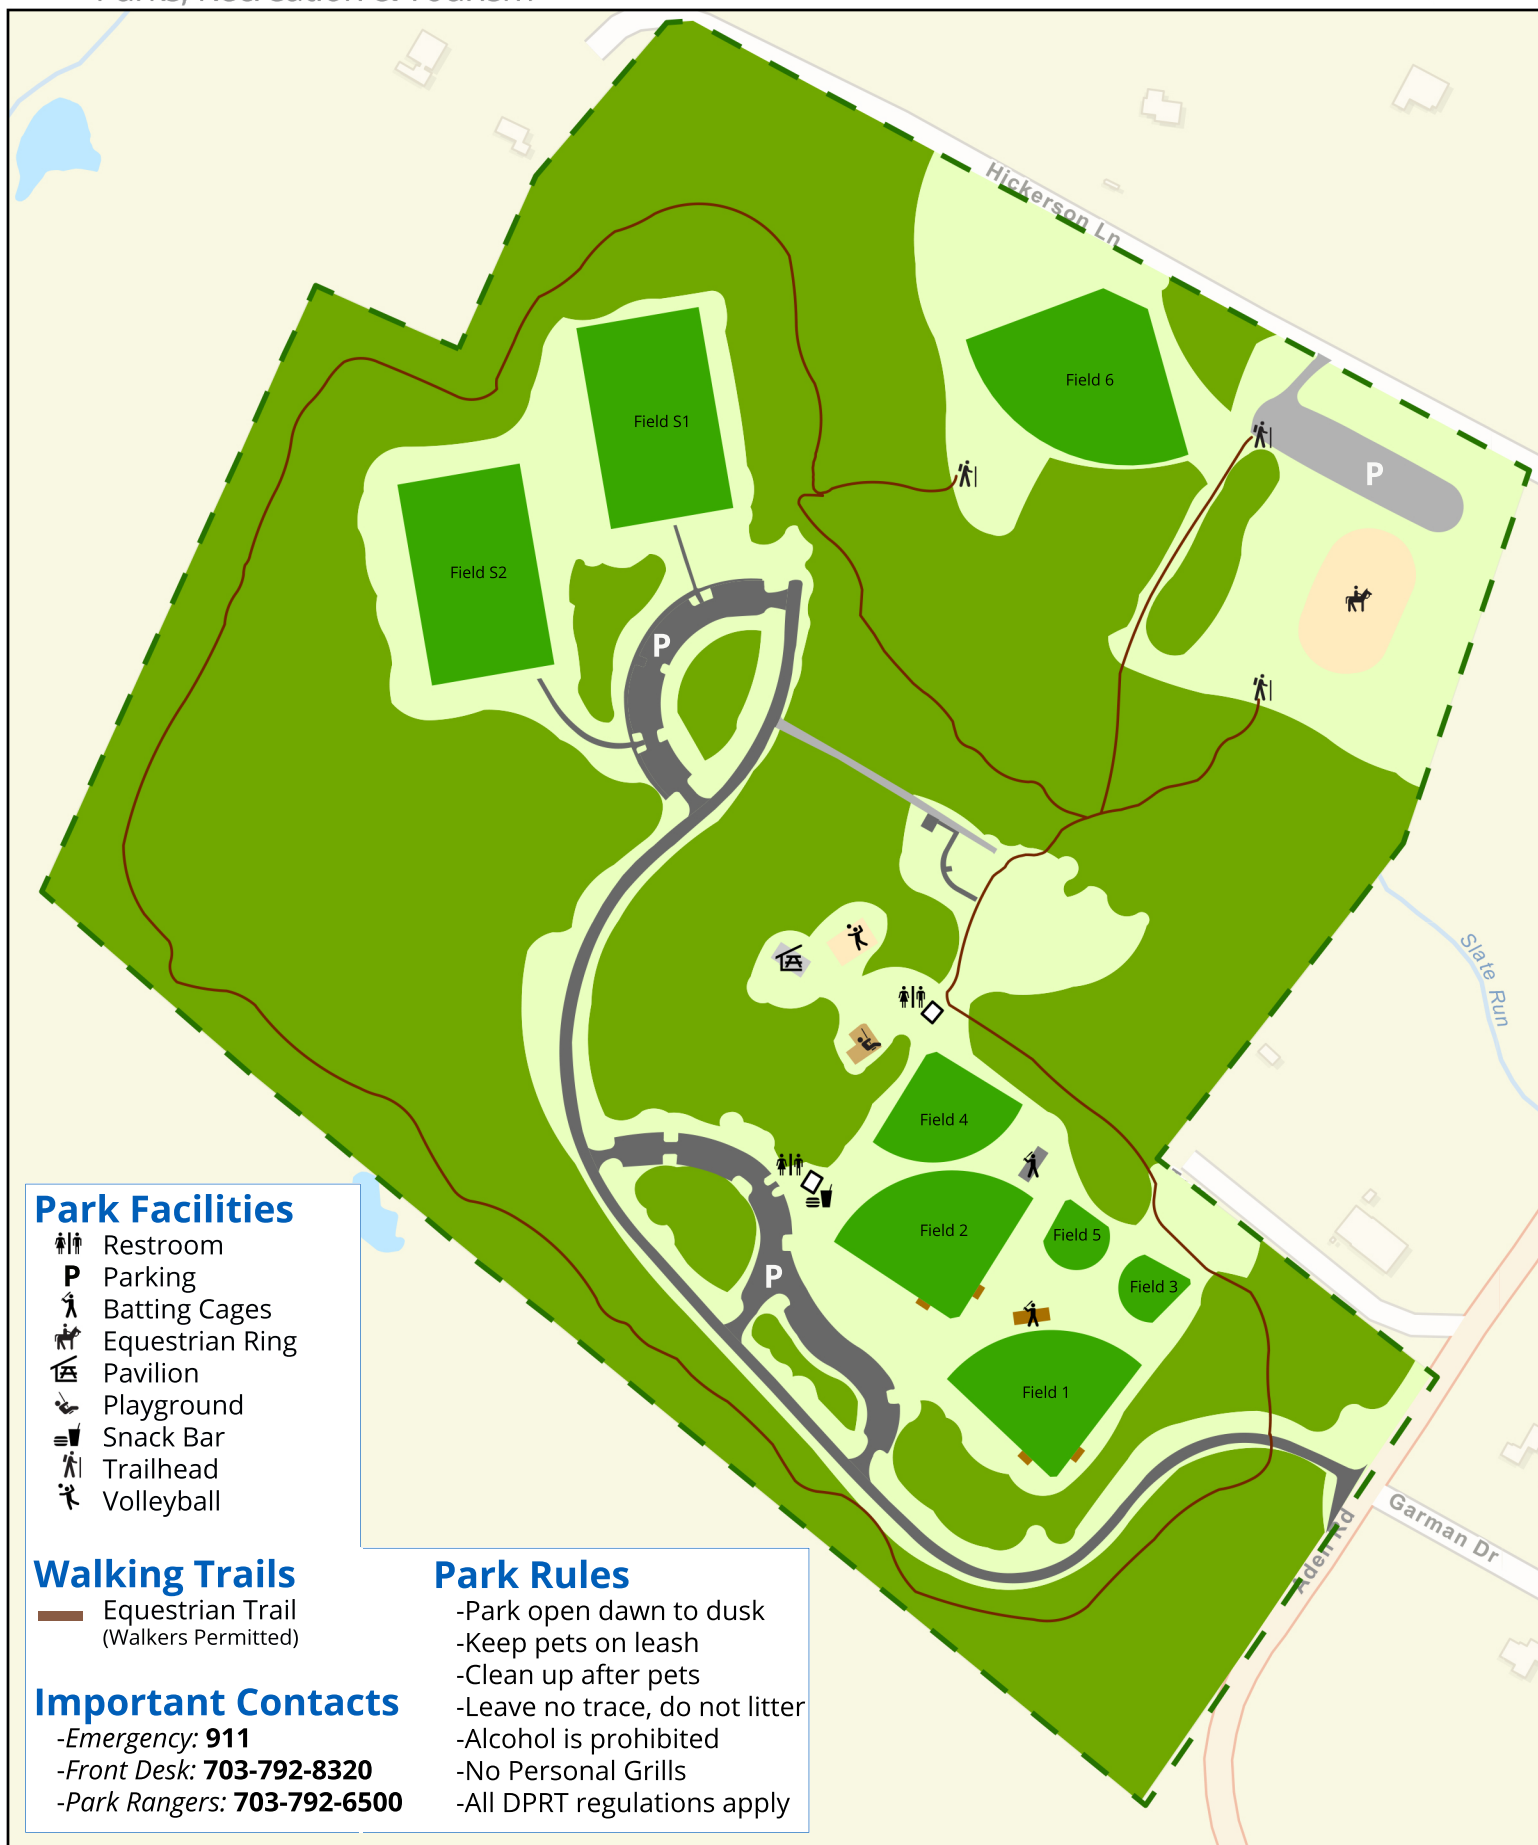 Parks, Recreation & Tourism
Hickerson Ln
Field 6
Field S1
P
Field S2
P
Slate Run
Field 4
Field 2
Field 5
P
Field 3
Field 1
Garman Dr
Aden Rd
Park Facilities
Restroom
P Parking
Batting Cages
Equestrian Ring
Pavilion
Playground
Snack Bar
Trailhead
Volleyball
Walking Trails
Equestrian Trail
(Walkers Permitted)
Important Contacts
-Emergency: 911
-Front Desk: 703-792-8320
-Park Rangers: 703-792-6500
Park Rules
-Park open dawn to dusk
-Keep pets on leash
-Clean up after pets
-Leave no trace, do not litter
-Alcohol is prohibited
-No Personal Grills
-All DPRT regulations apply